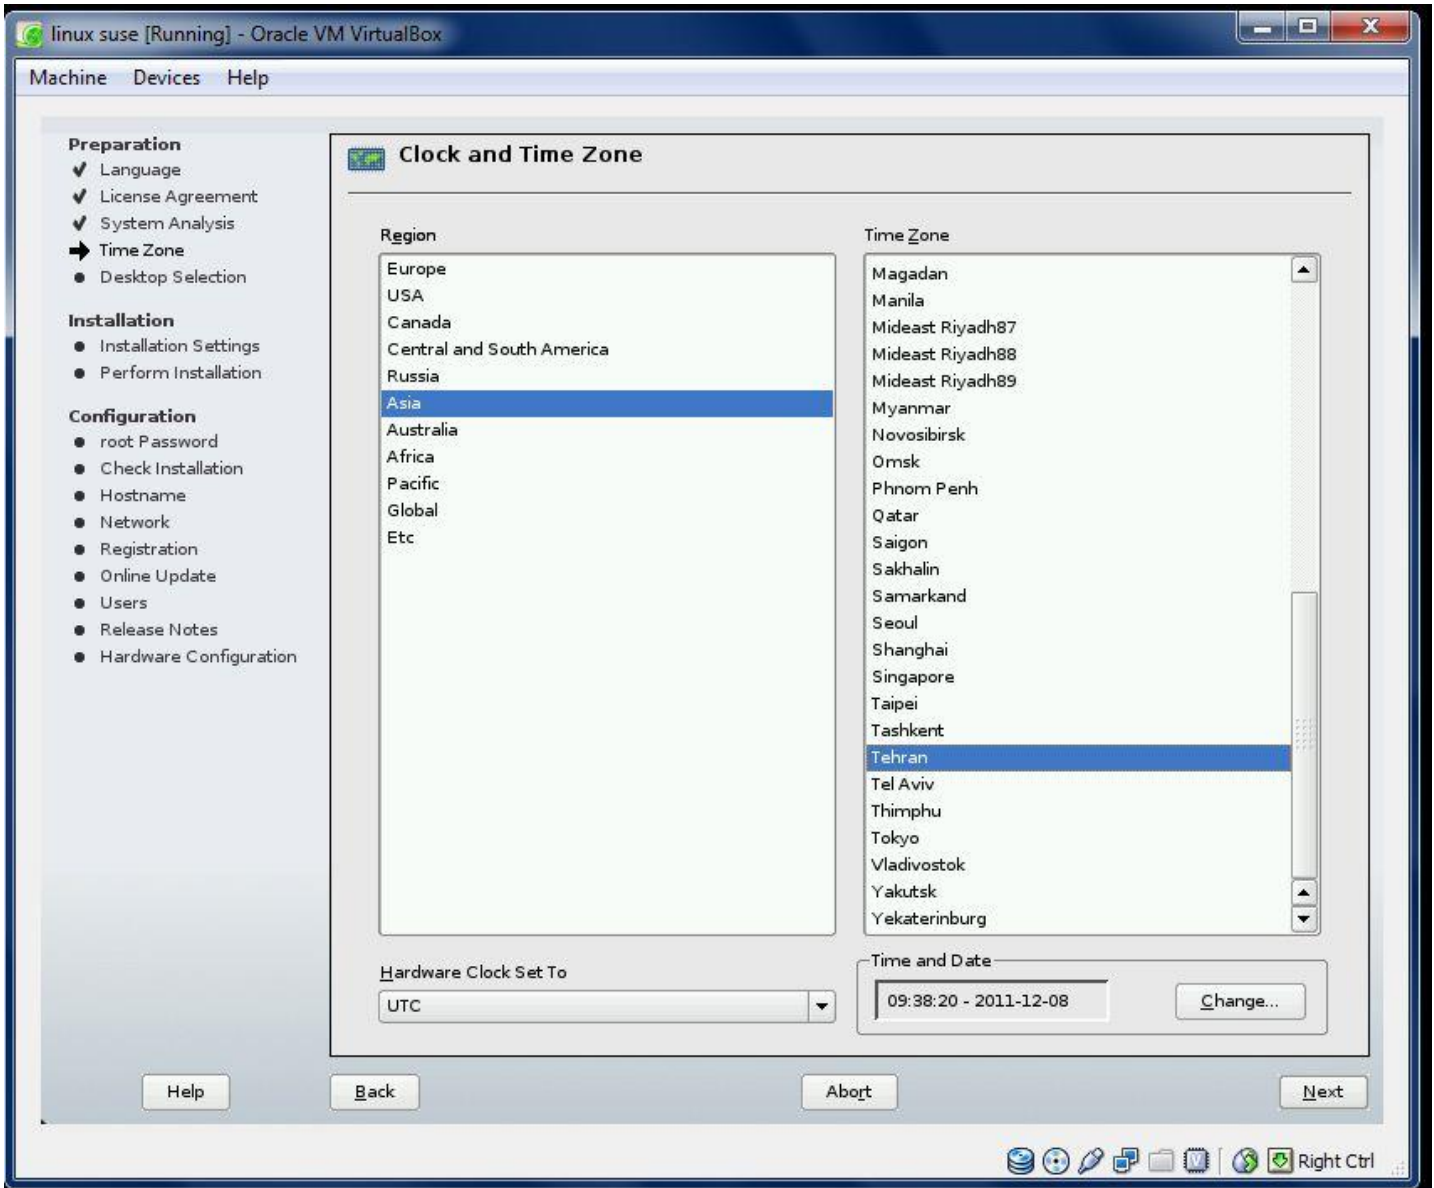 linux suse [Running] - Oracle VM VirtualBox
Machine Devices Help
Preparation
Language
License Agreement
System Analysis
Time Zone
Desktop Selection
Installation
Installation Settings
Perform Installation
Configuration
root Password
Check Installation
Hostname
Network
Registration
Online Update
Users
Release Notes
Hardware Configuration
Clock and Time Zone
Region
Europe
USA
Canada
Central and South America
Russia
Asia
Australia
Africa
Pacific
Global
Etc
Time Zone
Magadan
Manila
Mideast Riyadh87
Mideast Riyadh88
Mideast Riyadh89
Myanmar
Novosibirsk
Omsk
Phnom Penh
Qatar
Saigon
Sakhalin
Samarkand
Seoul
Shanghai
Singapore
Taipei
Tashkent
Tehran
Tel Aviv
Thimphu
Tokyo
Vladivostok
Yakutsk
Yekaterinburg
Hardware Clock Set To
UTC
Time and Date
09:38:20 - 2011-12-08
Change...
Help
Back
Abort
Next
Right Ctrl